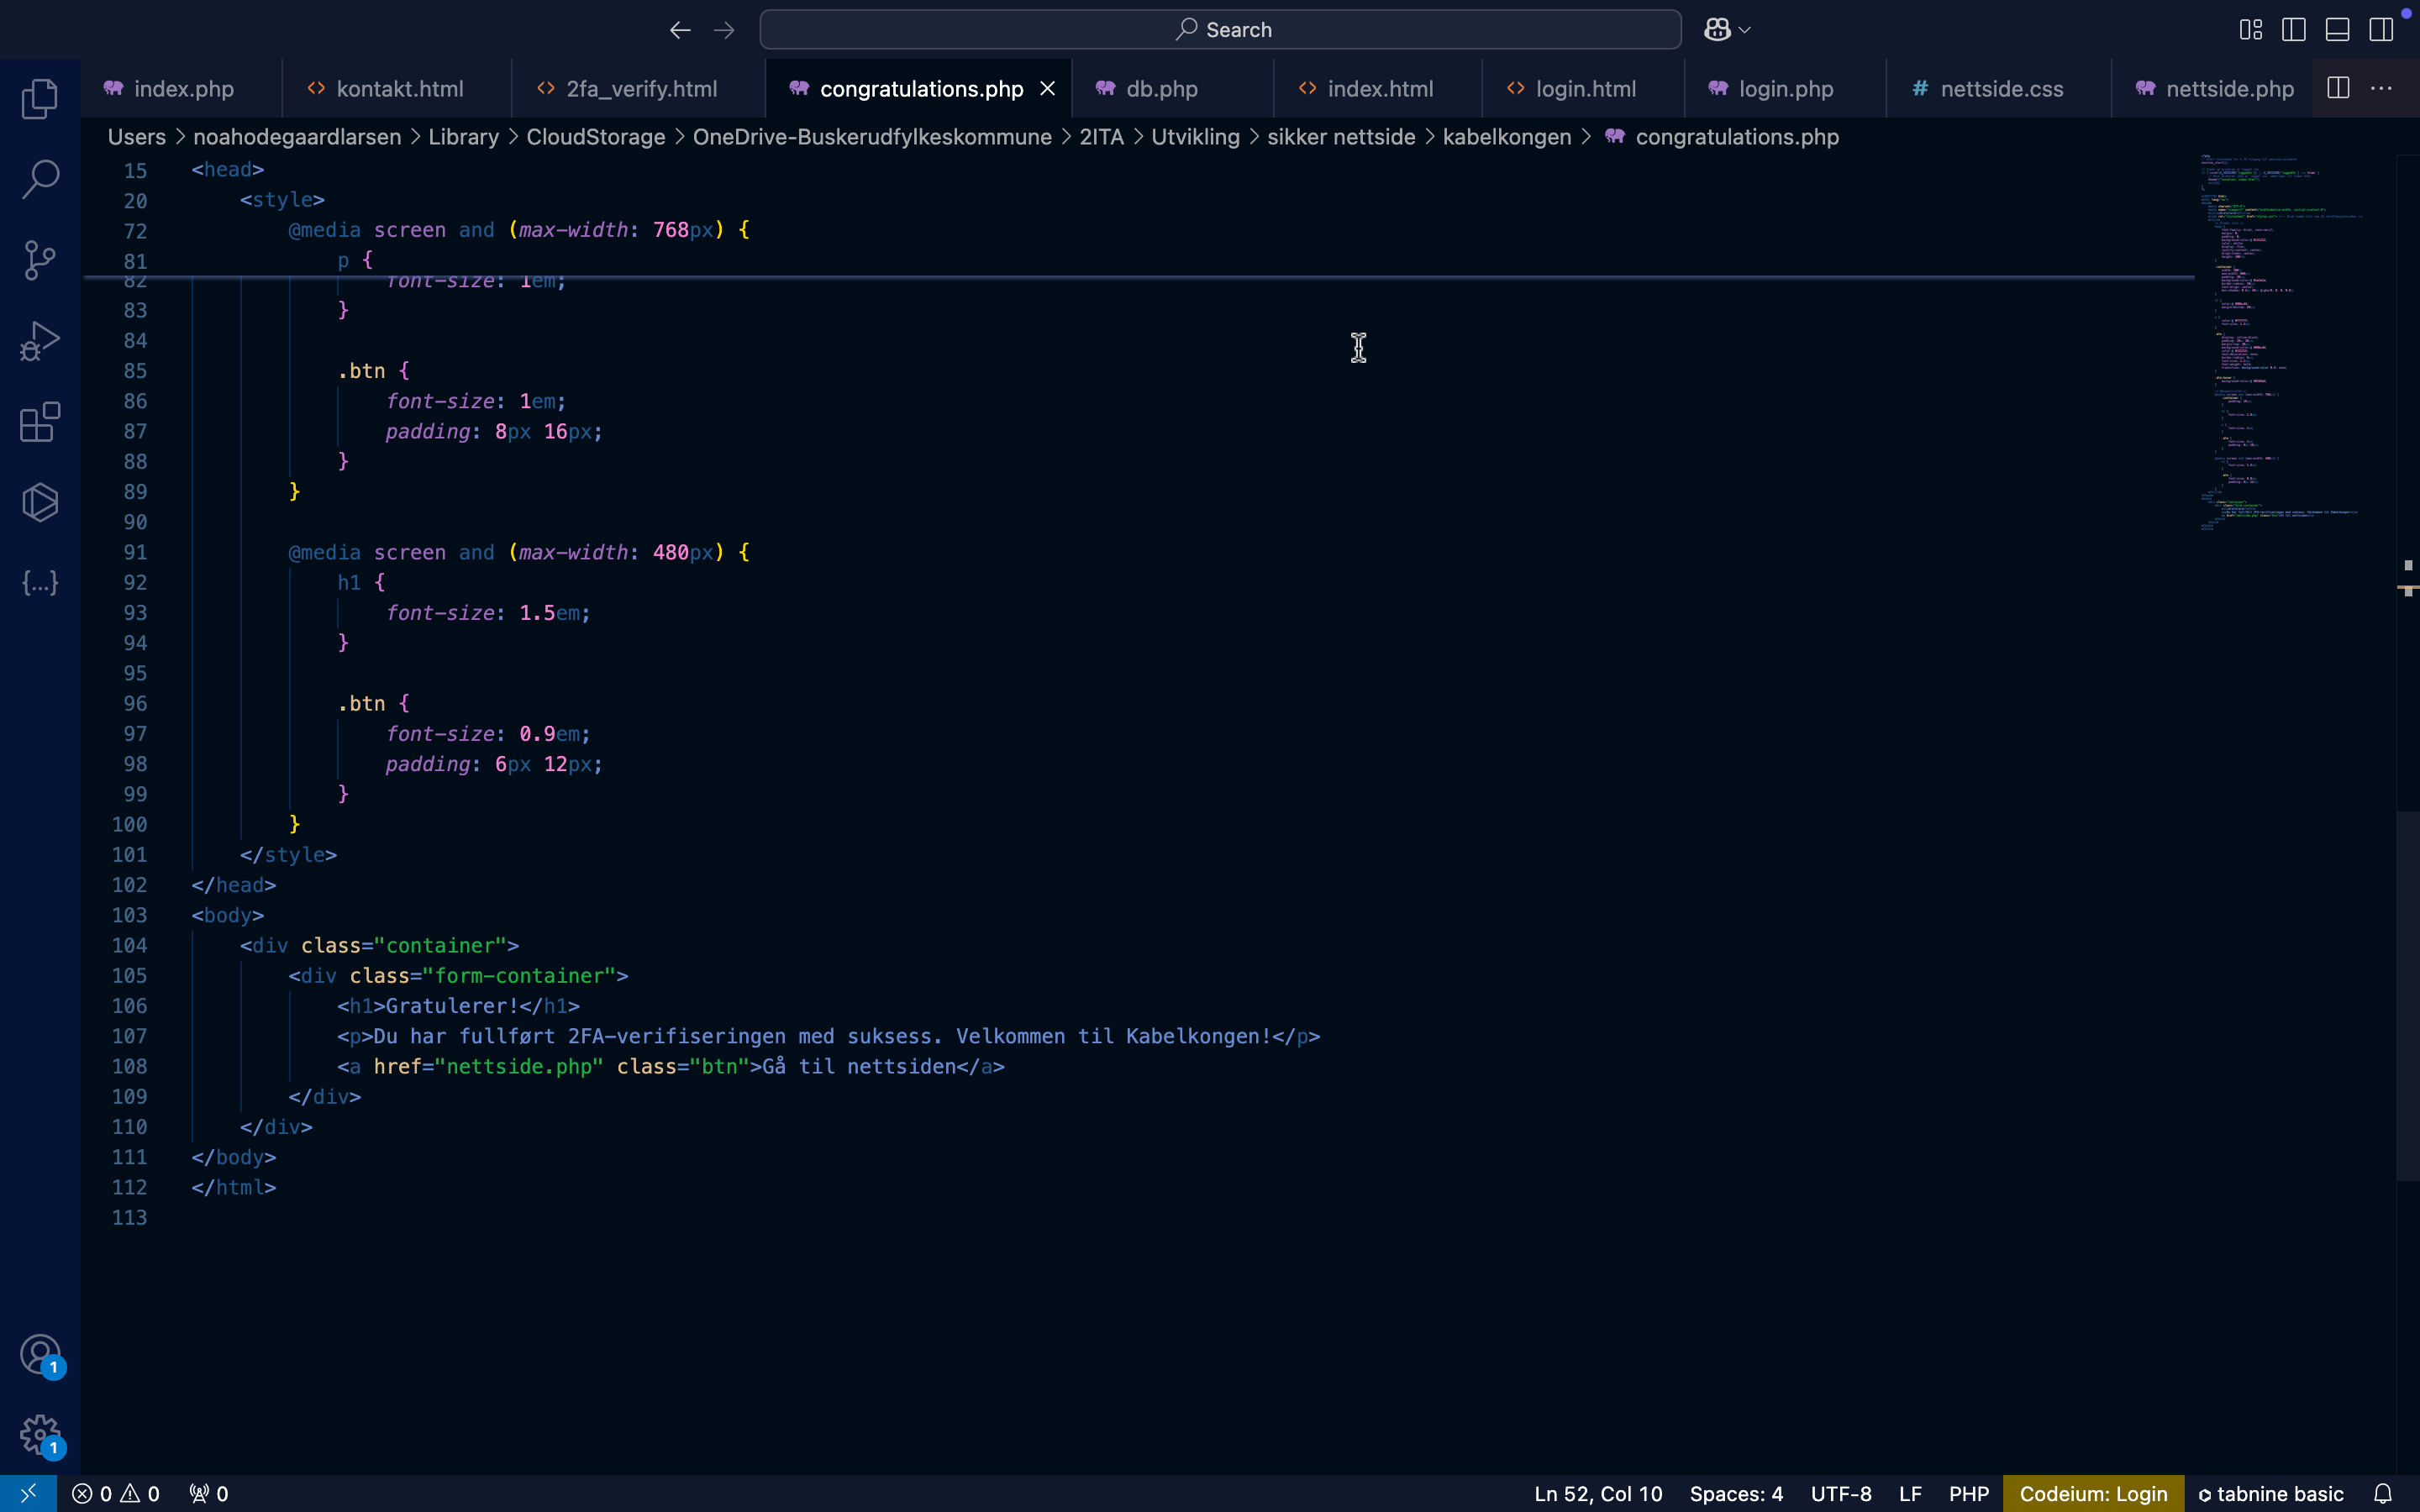 Search
index.php
kontakt.html
2fa_verify.html
congratulations.php
db.php
index.html
login.html
login.php
nettside.css
nettside.php
Users > noahodegaardlarsen > Library > CloudStorage > OneDrive-Buskerudfylkeskommune > 2ITA > Utvikling > sikker nettside > kabelkongen > congratulations.php
15 <head>
20 <style>
72 @media screen and (max-width: 768px) {
81 p {
82 font-size: 1em;
83 }
84
85 .btn {
86 font-size: 1em;
87 padding: 8px 16px;
88 }
89 }
90
91 @media screen and (max-width: 480px) {
92 h1 {
93 font-size: 1.5em;
94 }
95
96 .btn {
97 font-size: 0.9em;
98 padding: 6px 12px;
99 }
100 }
101 </style>
102 </head>
103 <body>
104 <div class="container">
105 <div class="form-container">
106 <h1>Gratulerer!</h1>
107 <p>Du har fullført 2FA-verifiseringen med suksess. Velkommen til Kabelkongen!</p>
108 <a href="nettside.php" class="btn">Gå til nettsiden</a>
109 </div>
110 </div>
111 </body>
112 </html>
113
1
1
0 0 0
Ln 52, Col 10
Spaces: 4
UTF-8
LF
PHP
Codeium: Login
tabnine basic